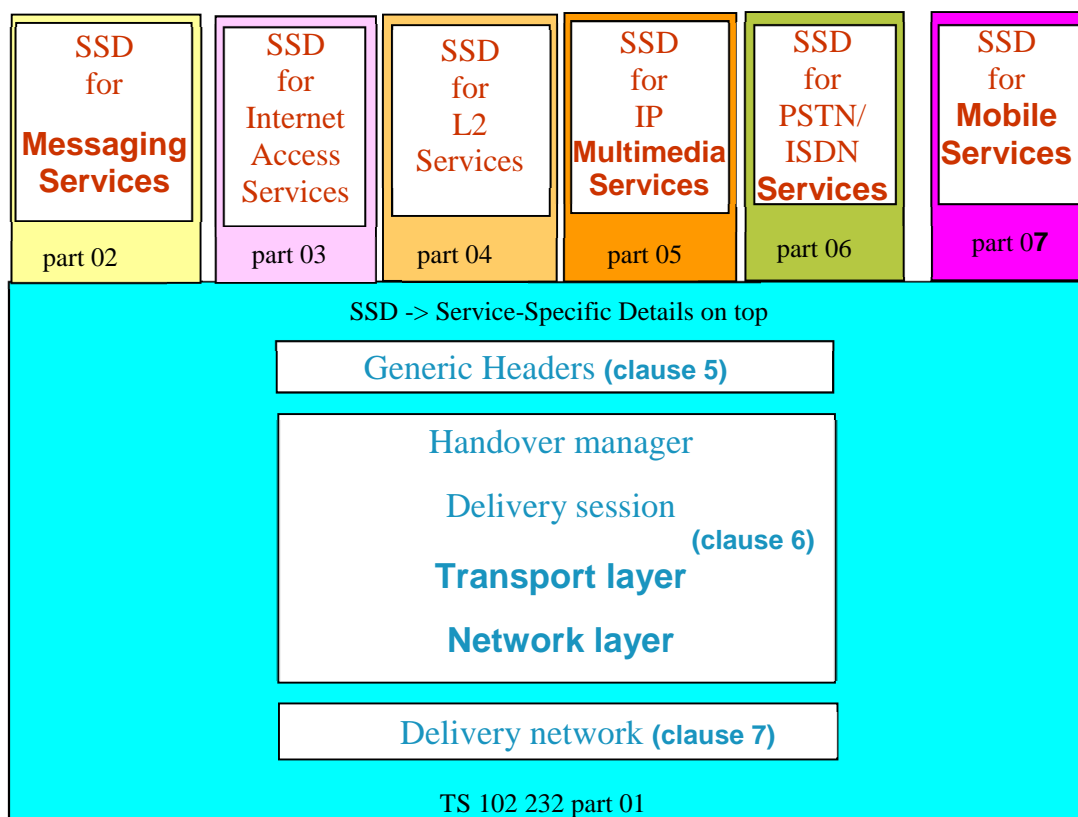 SSD
for
Messaging
Services
part 02
SSD
for
Internet
Access
Services
part 03
SSD
for
L2
Services
part 04
SSD
for
IP
Multimedia
Services
part 05
SSD
for
PSTN/
ISDN
Services
part 06
SSD
for
Mobile
Services
part 07
SSD -> Service-Specific Details on top
Generic Headers (clause 5)
Handover manager
Delivery session
(clause 6)
Transport layer
Network layer
Delivery network (clause 7)
TS 102 232 part 01